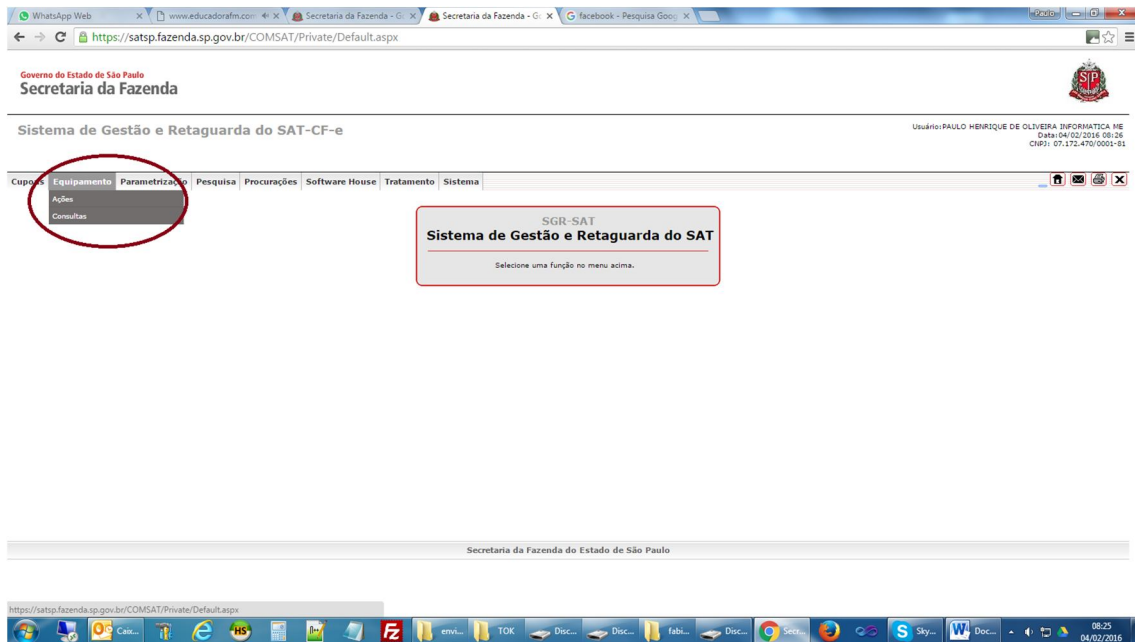 WhatsApp Web
www.educadorafm.com
Secretaria da Fazenda - G
Secretaria da Fazenda - G
facebook - Pesquisa Goog
Paulo
https://satsp.fazenda.sp.gov.br/COMSAT/Private/Default.aspx
Governo do Estado de São Paulo
Secretaria da Fazenda
SP
Sistema de Gestão e Retaguarda do SAT-CF-e
Usuário:PAULO HENRIQUE DE OLIVEIRA INFORMATICA ME
Data:04/02/2016 08:26
CNPJ: 07.172.470/0001-81
Cupons Equipamento Parametrização Pesquisa Procurações Software House Tratamento Sistema
Ações
Consultas
SGR-SAT
Sistema de Gestão e Retaguarda do SAT
Selecione uma função no menu acima.
Secretaria da Fazenda do Estado de São Paulo
https://satsp.fazenda.sp.gov.br/COMSAT/Private/Default.aspx
Caix... HS envi... TOK Disc... Disc... fabi... Disc... Secr... Sky... Doc...
08:25
04/02/2016